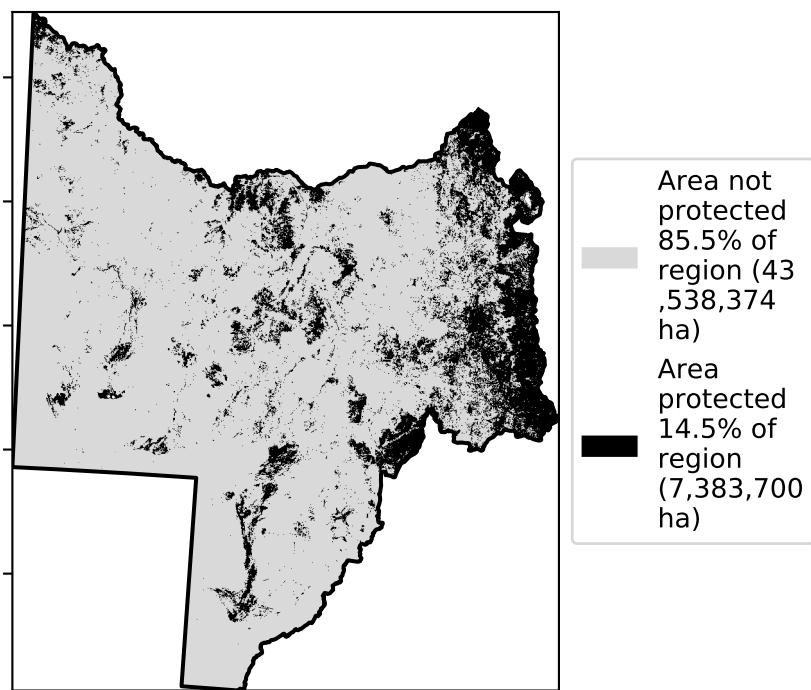 Area not
protected
85.5% of
region (43
,538,374
ha)
Area
protected
14.5% of
region
(7,383,700
ha)